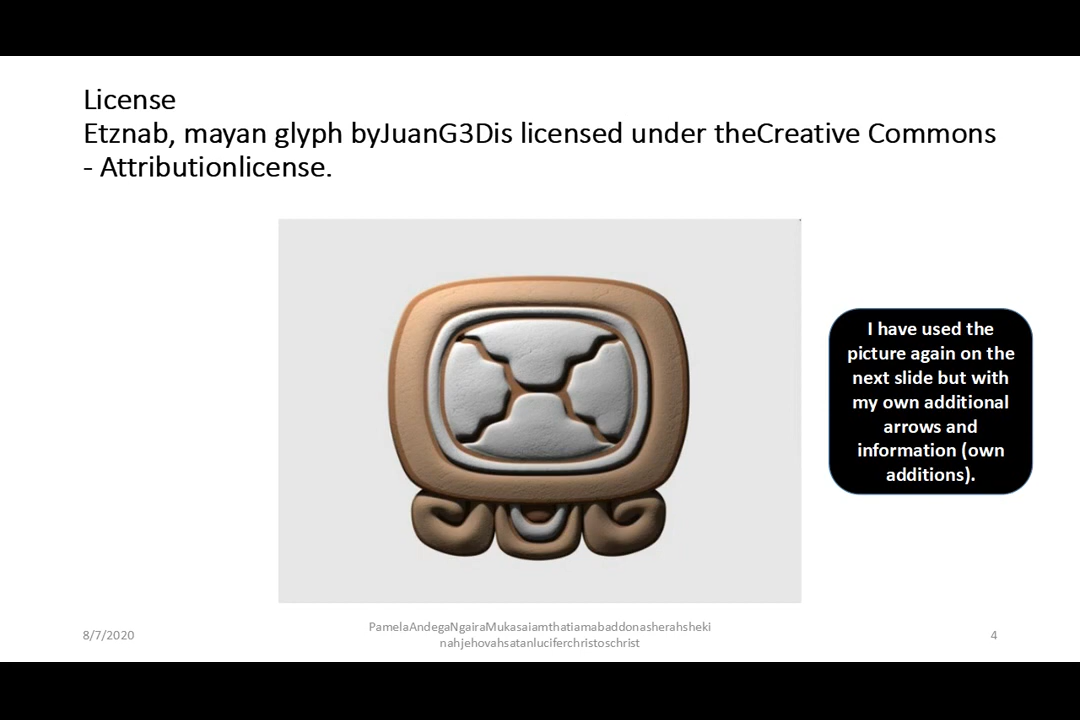 License
Etznab, mayan glyph byJuanG3Dis licensed under theCreative Commons
- Attributionlicense.
I have used the
picture again on the
next slide but with
my own additional
arrows and
information (own
additions).
8/7/2020
PamelaAndegaNgairaMukasaiamthatiamabaddonasherahsheki
nahjehovahsatanluciferchristoschrist
4